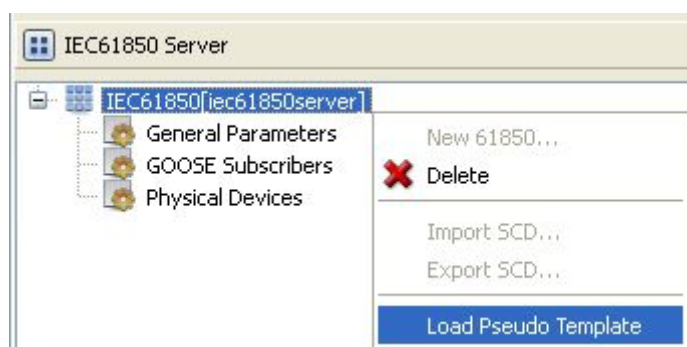 IEC61850 Server
IEC61850[iec61850server]
General Parameters
GOOSE Subscribers
Physical Devices
New 61850...
Delete
Import SCD...
Export SCD...
Load Pseudo Template